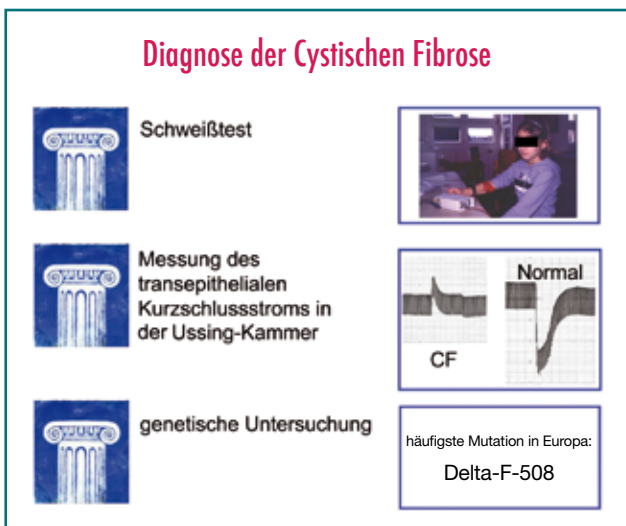 Diagnose der Cystischen Fibrose
Schweißtest
Messung des
transepithelialen
Kurzschlussstroms in
der Ussing-Kammer
CF
Normal
genetische Untersuchung
häufigste Mutation in Europa:
Delta-F-508